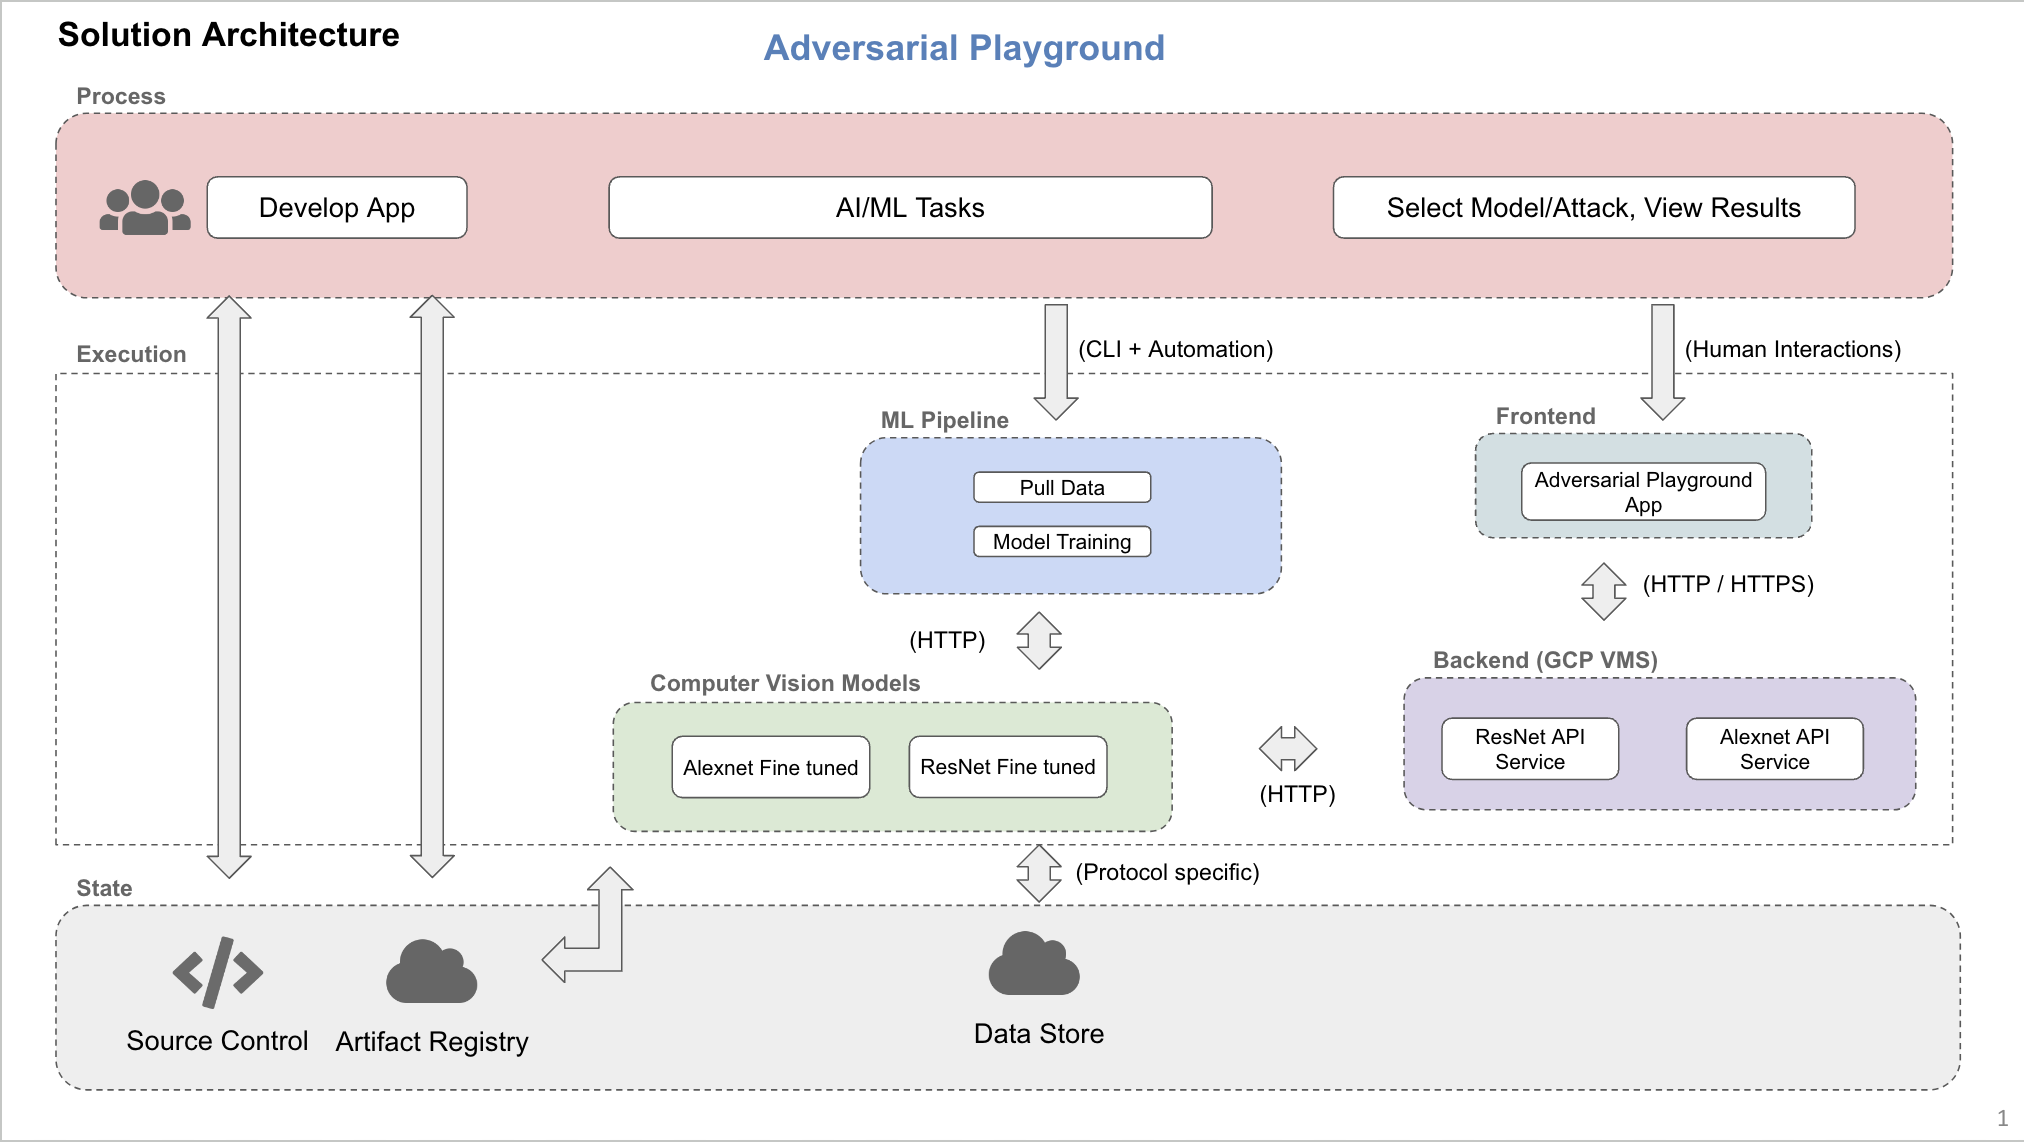 Solution Architecture
Adversarial Playground
Process
Develop App
AI/ML Tasks
Select Model/Attack, View Results
(CLI + Automation)
(Human Interactions)
Execution
ML Pipeline
Pull Data
Model Training
Frontend
Adversarial Playground
App
(HTTP)
(HTTP / HTTPS)
Computer Vision Models
Alexnet Fine tuned
ResNet Fine tuned
(HTTP)
Backend (GCP VMS)
ResNet API
Service
Alexnet API
Service
(Protocol specific)
State
Source Control
Artifact Registry
Data Store
1